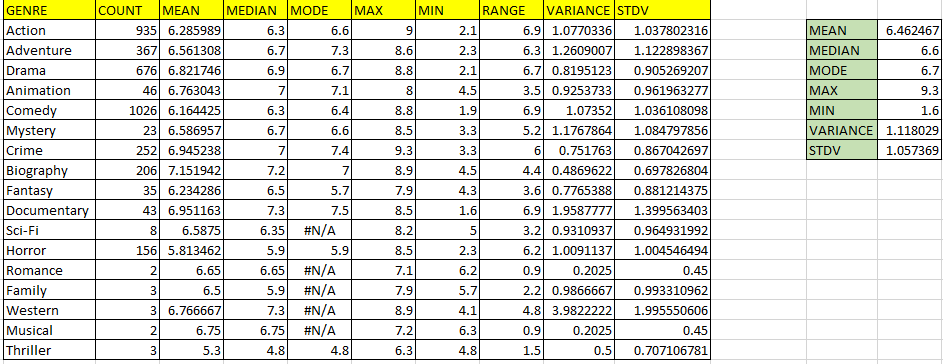 GENRE COUNT MEAN MEDIAN MODE MAX MIN RANGE VARIANCE STDV
Action 935 6.285989 6.3 6.6 9 2.1 6.9 1.0770336 1.037802316 MEAN 6.462467
Adventure 367 6.561308 6.7 7.3 8.6 2.3 6.3 1.2609007 1.122898367 MEDIAN 6.6
Drama 676 6.821746 6.9 6.7 8.8 2.1 6.7 0.8195123 0.905269207 MODE 6.7
Animation 46 6.763043 7 7.1 8 4.5 3.5 0.9253733 0.961963277 MAX 9.3
Comedy 1026 6.164425 6.3 6.4 8.8 1.9 6.9 1.07352 1.036108098 MIN 1.6
Mystery 23 6.586957 6.7 6.6 8.5 3.3 5.2 1.1767864 1.084797856 VARIANCE 1.118029
Crime 252 6.945238 7 7.4 9.3 3.3 6 0.751763 0.867042697 STDV 1.057369
Biography 206 7.151942 7.2 7 8.9 4.5 4.4 0.4869622 0.697826804
Fantasy 35 6.234286 6.5 5.7 7.9 4.3 3.6 0.7765388 0.881214375
Documentary 43 6.951163 7.3 7.5 8.5 1.6 6.9 1.9587777 1.399563403
Sci-Fi 8 6.5875 6.35 #N/A 8.2 5 3.2 0.9310937 0.964931992
Horror 156 5.813462 5.9 5.9 8.5 2.3 6.2 1.0091137 1.004546494
Romance 2 6.65 6.65 #N/A 7.1 6.2 0.9 0.2025 0.45
Family 3 6.5 5.9 #N/A 7.9 5.7 2.2 0.9866667 0.993310962
Western 3 6.766667 7.3 #N/A 8.9 4.1 4.8 3.9822222 1.995550606
Musical 2 6.75 6.75 #N/A 7.2 6.3 0.9 0.2025 0.45
Thriller 3 5.3 4.8 4.8 6.3 4.8 1.5 0.5 0.707106781